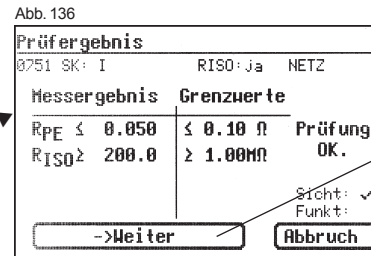 Abb. 136
Prüfergebnis
0751 SK: I RISO:ja NETZ
Messergebnis Grenzwerte
RPE ≤ 0.050 ≤ 0.10 Ω Prüfung
RISO≥ 200.0 ≥ 1.00MΩ OK.
Sicht: ✓
Funkt:
->Weiter Abbruch